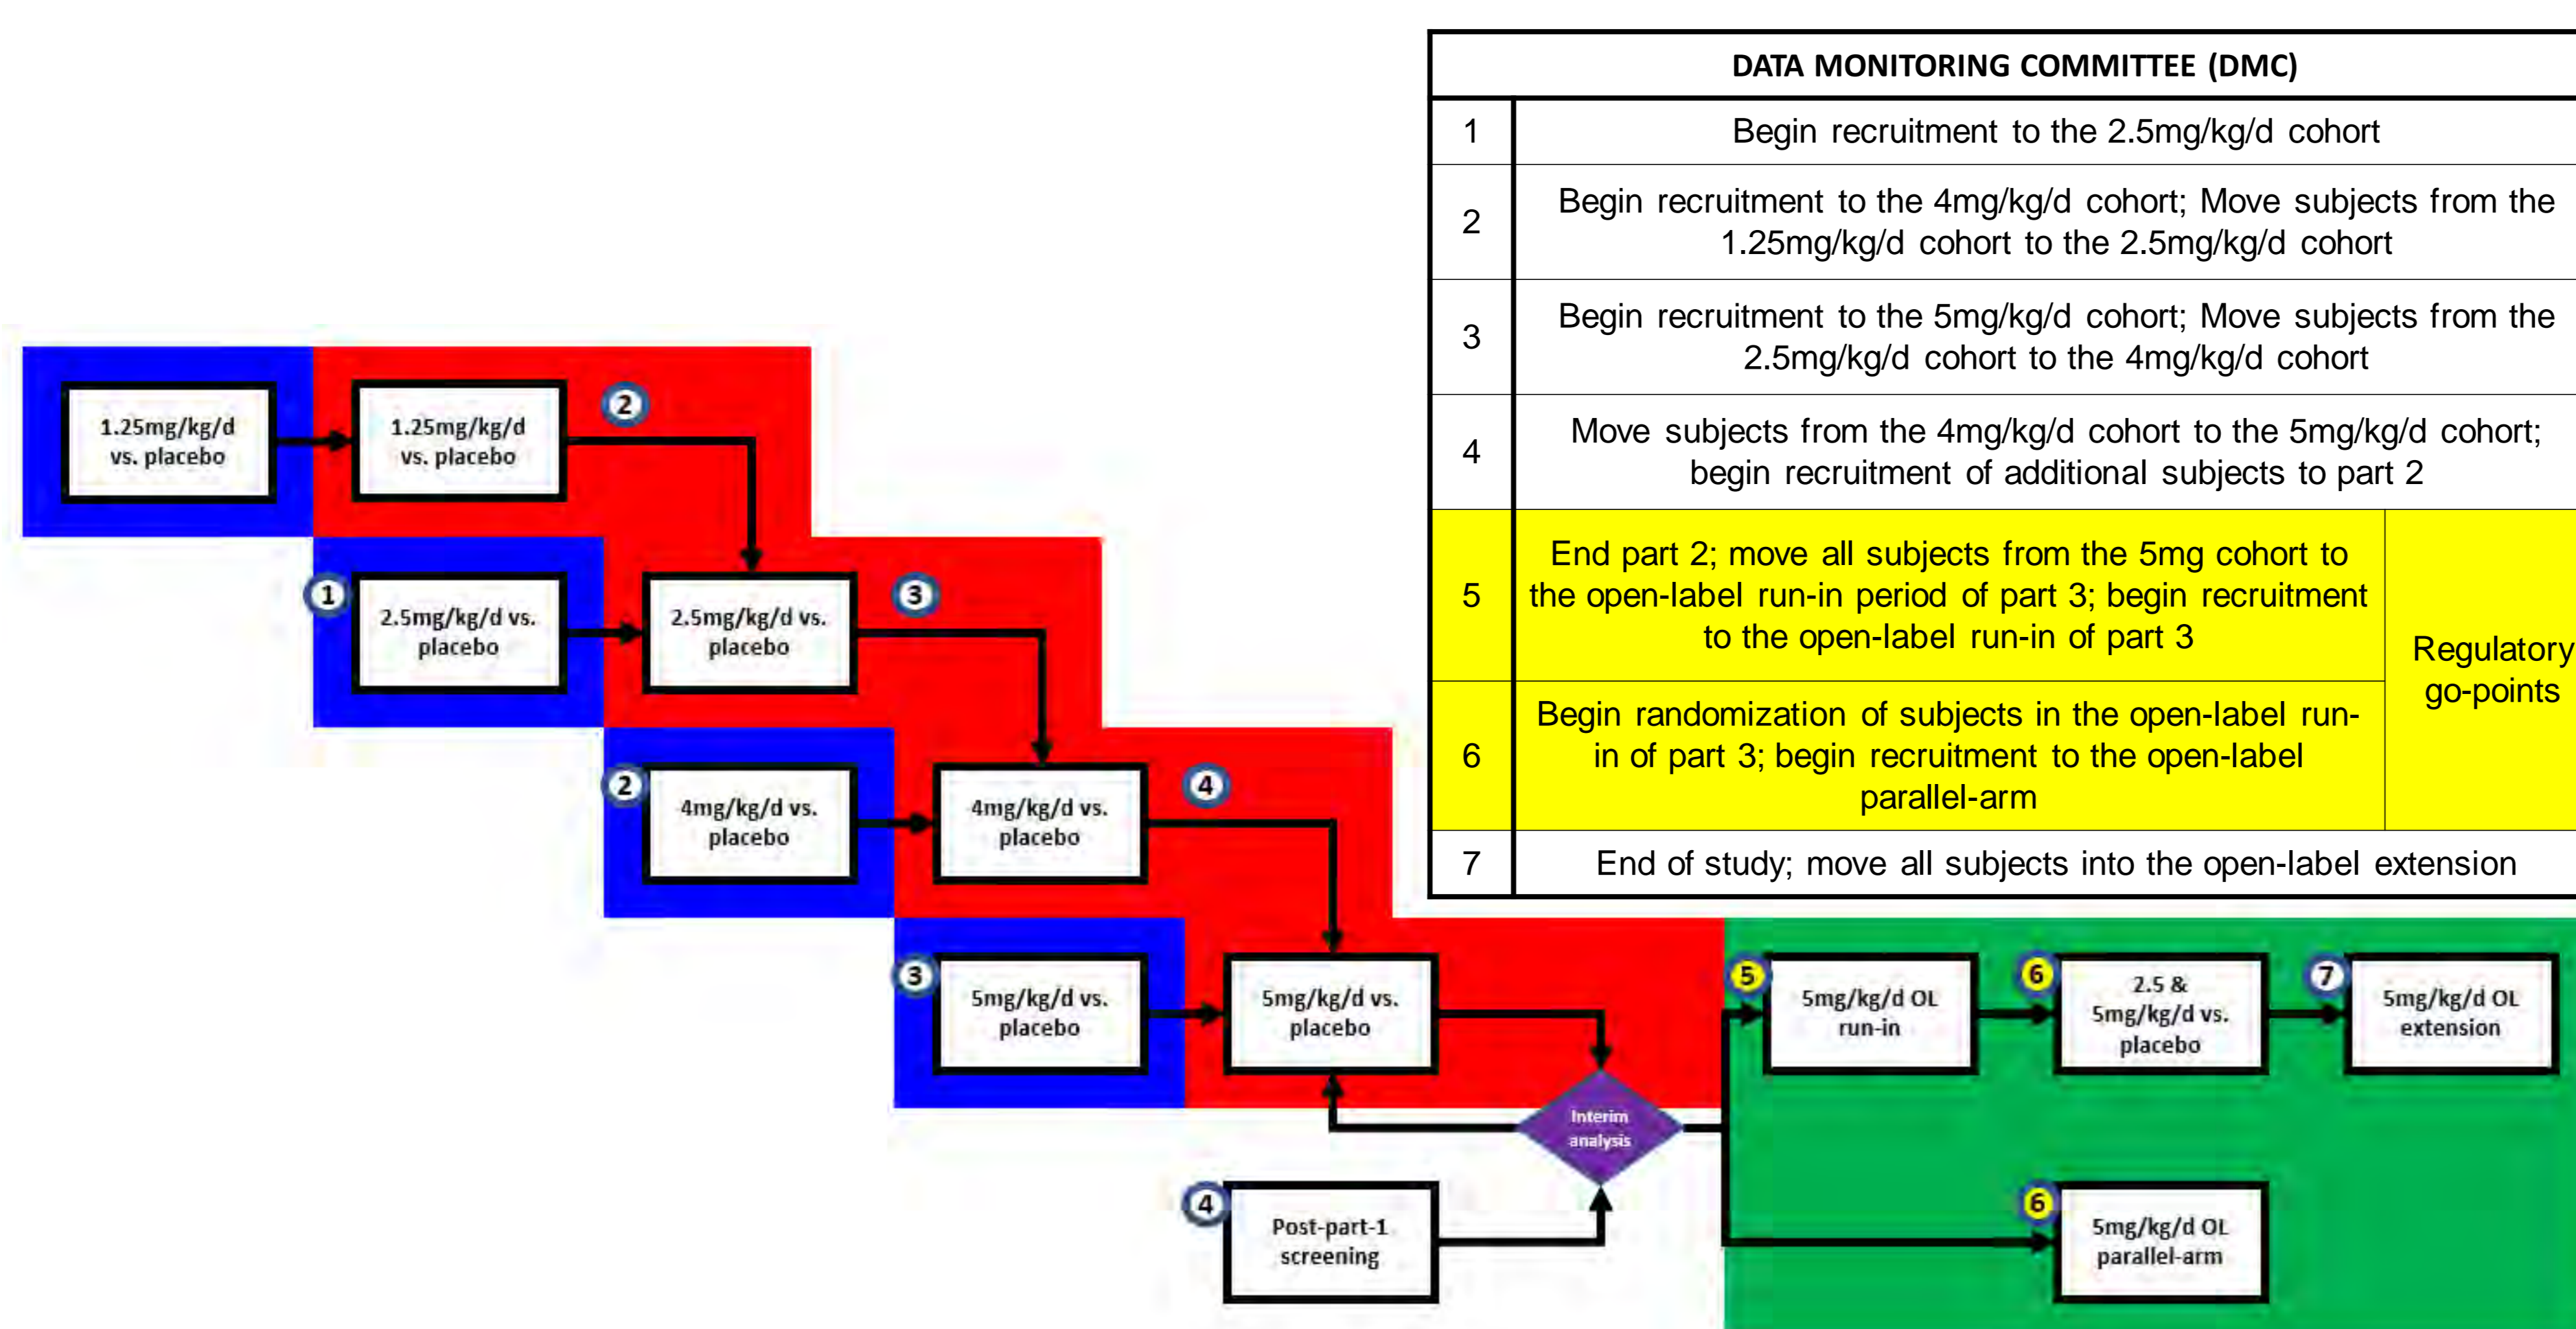 DATA MONITORING COMMITTEE (DMC)
1
Begin recruitment to the 2.5mg/kg/d cohort
2
Begin recruitment to the 4mg/kg/d cohort; Move subjects from the
1.25mg/kg/d cohort to the 2.5mg/kg/d cohort
3
Begin recruitment to the 5mg/kg/d cohort; Move subjects from the
2.5mg/kg/d cohort to the 4mg/kg/d cohort
4
Move subjects from the 4mg/kg/d cohort to the 5mg/kg/d cohort;
begin recruitment of additional subjects to part 2
5
End part 2; move all subjects from the 5mg cohort to
the open-label run-in period of part 3; begin recruitment
to the open-label run-in of part 3
6
Begin randomization of subjects in the open-label run-
in of part 3; begin recruitment to the open-label
parallel-arm
Regulatory
go-points
7
End of study; move all subjects into the open-label extension
1.25mg/kg/d
vs. placebo
1.25mg/kg/d
vs. placebo
2
1
2.5mg/kg/d vs.
placebo
2.5mg/kg/d vs.
placebo
3
2
4mg/kg/d vs.
placebo
4mg/kg/d vs.
placebo
4
3
5mg/kg/d vs.
placebo
5mg/kg/d vs.
placebo
5
5mg/kg/d OL
run-in
6
2.5 &
5mg/kg/d vs.
placebo
7
5mg/kg/d OL
extension
Interim
analysis
4
Post-part-1
screening
6
5mg/kg/d OL
parallel-arm